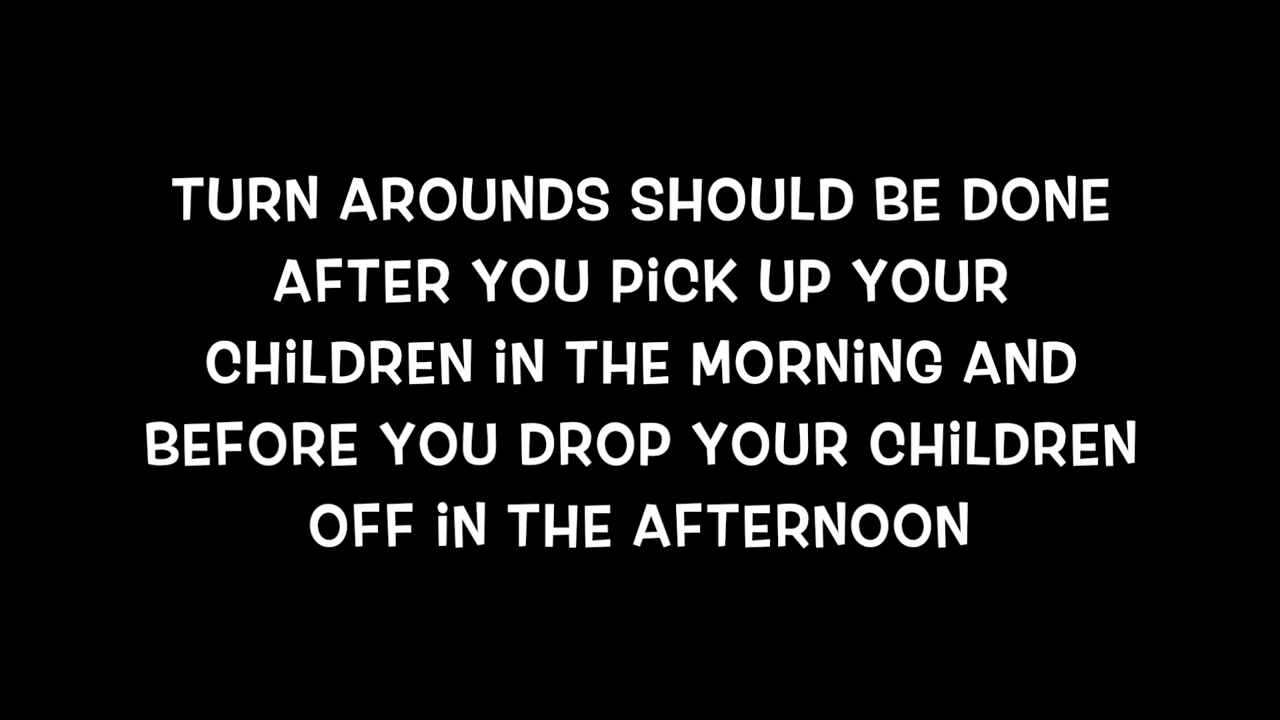 TURN AROUNDS SHOULD BE DONE
AFTER YOU PiCK UP YOUR
CHiLDREN iN THE MORNiNG AND
BEFORE YOU DROP YOUR CHiLDREN
OFF iN THE AFTERNOON